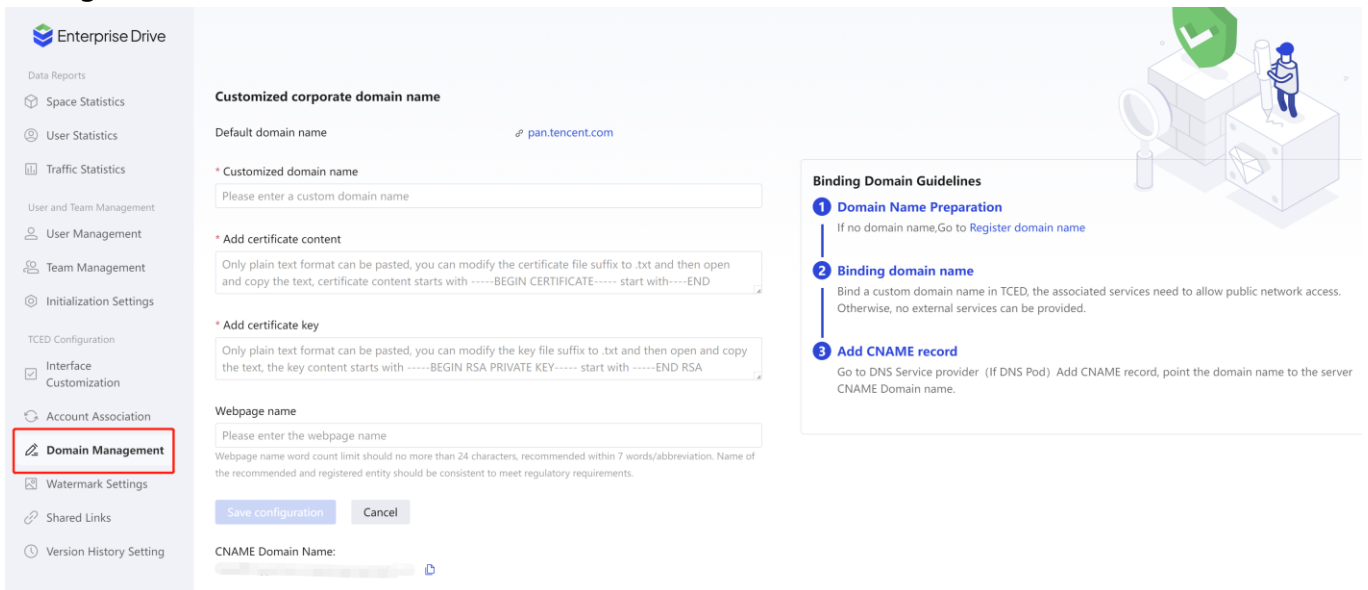 Enterprise Drive
Data Reports
Space Statistics
User Statistics
Traffic Statistics
User and Team Management
User Management
Team Management
Initialization Settings
TCED Configuration
Interface
Customization
Account Association
Domain Management
Watermark Settings
Shared Links
Version History Setting
Customized corporate domain name
Default domain name
pan.tencent.com
* Customized domain name
Please enter a custom domain name
* Add certificate content
Only plain text format can be pasted, you can modify the certificate file suffix to .txt and then open
and copy the text, certificate content starts with -----BEGIN CERTIFICATE----- start with----END
* Add certificate key
Only plain text format can be pasted, you can modify the key file suffix to .txt and then open and copy
the text, the key content starts with -----BEGIN RSA PRIVATE KEY----- start with-----END RSA
Webpage name
Please enter the webpage name
Webpage name word count limit should no more than 24 characters, recommended within 7 words/abbreviation. Name of
the recommended and registered entity should be consistent to meet regulatory requirements.
Save configuration
Cancel
CNAME Domain Name:
Binding Domain Guidelines
1 Domain Name Preparation
If no domain name,Go to Register domain name
2 Binding domain name
Bind a custom domain name in TCED, the associated services need to allow public network access.
Otherwise, no external services can be provided.
3 Add CNAME record
Go to DNS Service provider（If DNS Pod）Add CNAME record, point the domain name to the server
CNAME Domain name.